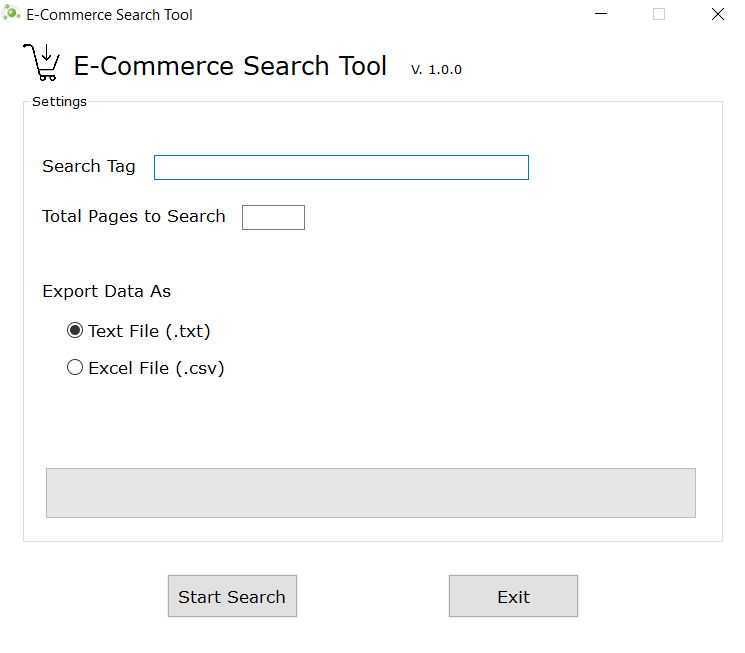 E-Commerce Search Tool
E-Commerce Search Tool V. 1.0.0
Settings
Search Tag
Total Pages to Search
Export Data As
Text File (.txt)
Excel File (.csv)
Start Search Exit